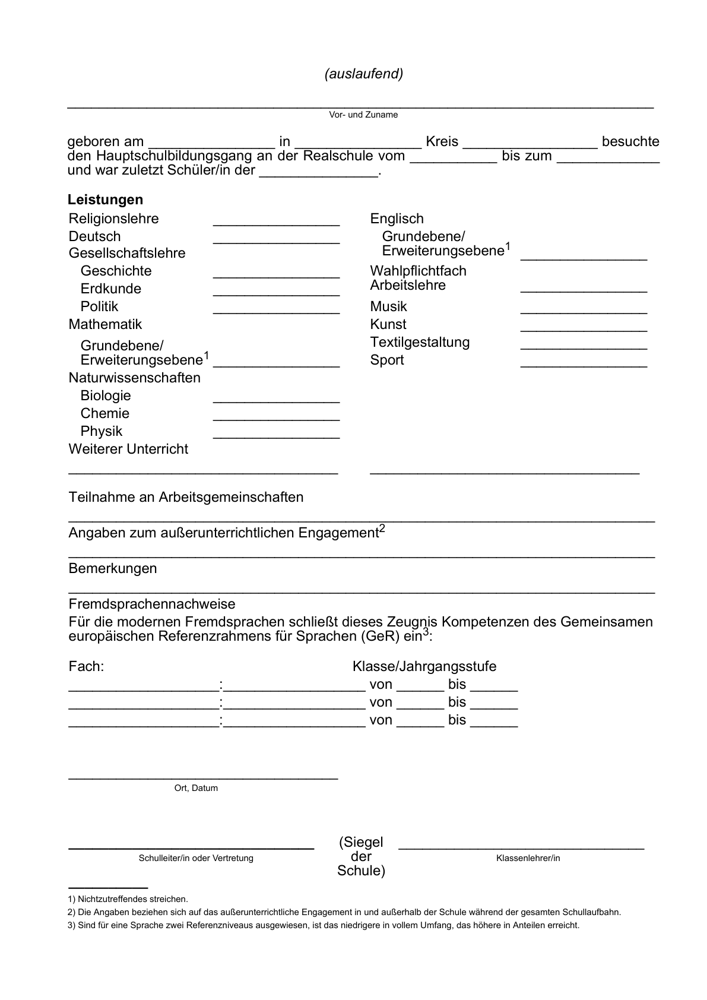 (auslaufend)
Vor- und Zuname
geboren am ________________ in ________________ Kreis _________________ besuchte
den Hauptschulbildungsgang an der Realschule vom ___________ bis zum _____________
und war zuletzt Schüler/in der _______________.
Leistungen
Religionslehre ________________
Deutsch ________________
Gesellschaftslehre
Geschichte ________________
Erdkunde ________________
Politik ________________
Mathematik
Grundebene/
Erweiterungsebene1 ________________
Naturwissenschaften
Biologie ________________
Chemie ________________
Physik ________________
Englisch
Grundebene/
Erweiterungsebene1 ________________
Wahlpflichtfach
Arbeitslehre ________________
Musik ________________
Kunst ________________
Textilgestaltung ________________
Sport ________________
Weiterer Unterricht
Teilnahme an Arbeitsgemeinschaften
Angaben zum außerunterrichtlichen Engagement2
Bemerkungen
Fremdsprachennachweise
Für die modernen Fremdsprachen schließt dieses Zeugnis Kompetenzen des Gemeinsamen
europäischen Referenzrahmens für Sprachen (GeR) ein3:
Fach: Klasse/Jahrgangsstufe
___________________:__________________ von ______ bis ______
___________________:__________________ von ______ bis ______
___________________:__________________ von ______ bis ______
Ort, Datum
(Siegel
der
Schule)
Schulleiter/in oder Vertretung
Klassenlehrer/in
1) Nichtzutreffendes streichen.
2) Die Angaben beziehen sich auf das außerunterrichtliche Engagement in und außerhalb der Schule während der gesamten Schullaufbahn.
3) Sind für eine Sprache zwei Referenzniveaus ausgewiesen, ist das niedrigere in vollem Umfang, das höhere in Anteilen erreicht.